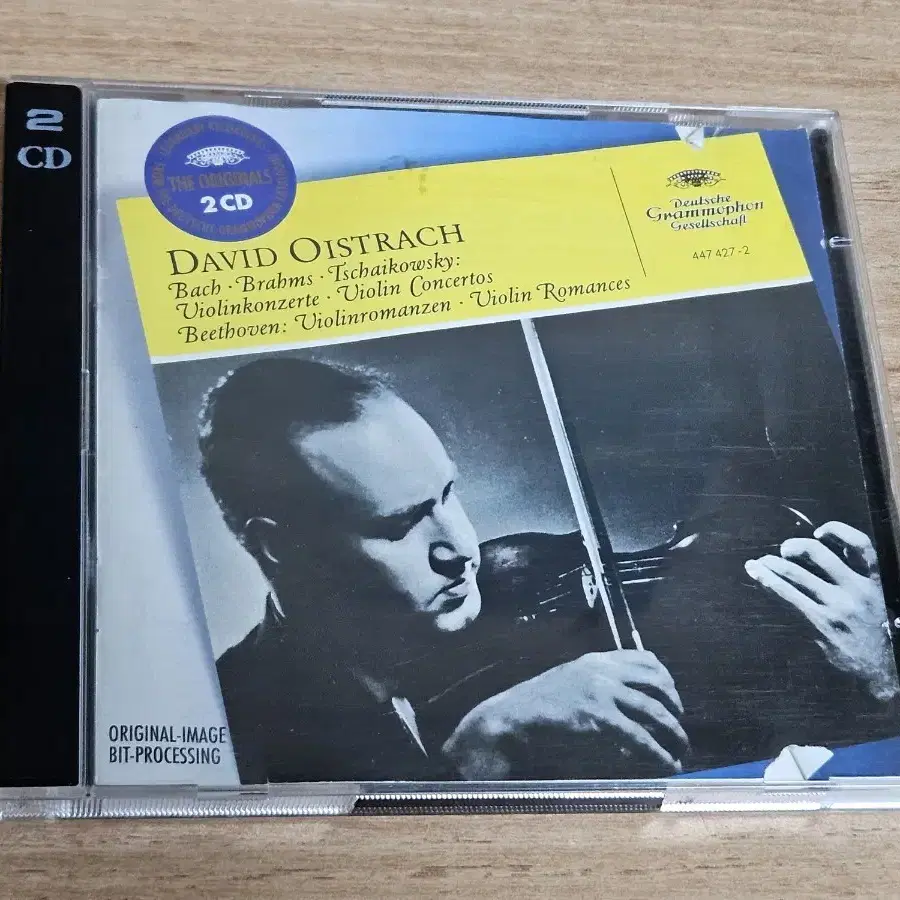 2
CD
THE ORIGINALS
2 CD
DAVID OISTRACH
Bach · Brahms · Tschaikowsky:
Violinkonzerte · Violin Concertos
Beethoven: Violinromanzen · Violin Romances
Deutsche
Grammophon
Gesellschaft
447 427-2
ORIGINAL-IMAGE
BIT-PROCESSING